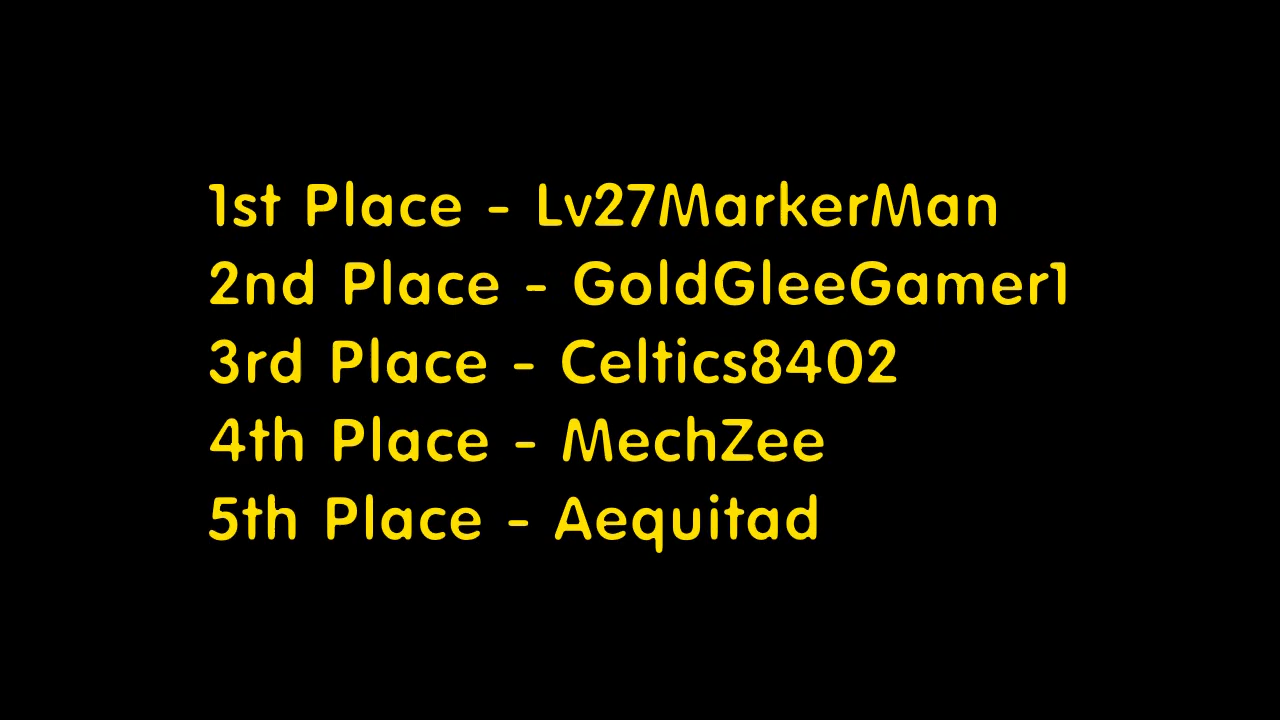 1st Place - Lv27MarkerMan
2nd Place - GoldGleeGamer1
3rd Place - Celtics8402
4th Place - MechZee
5th Place - Aequitad